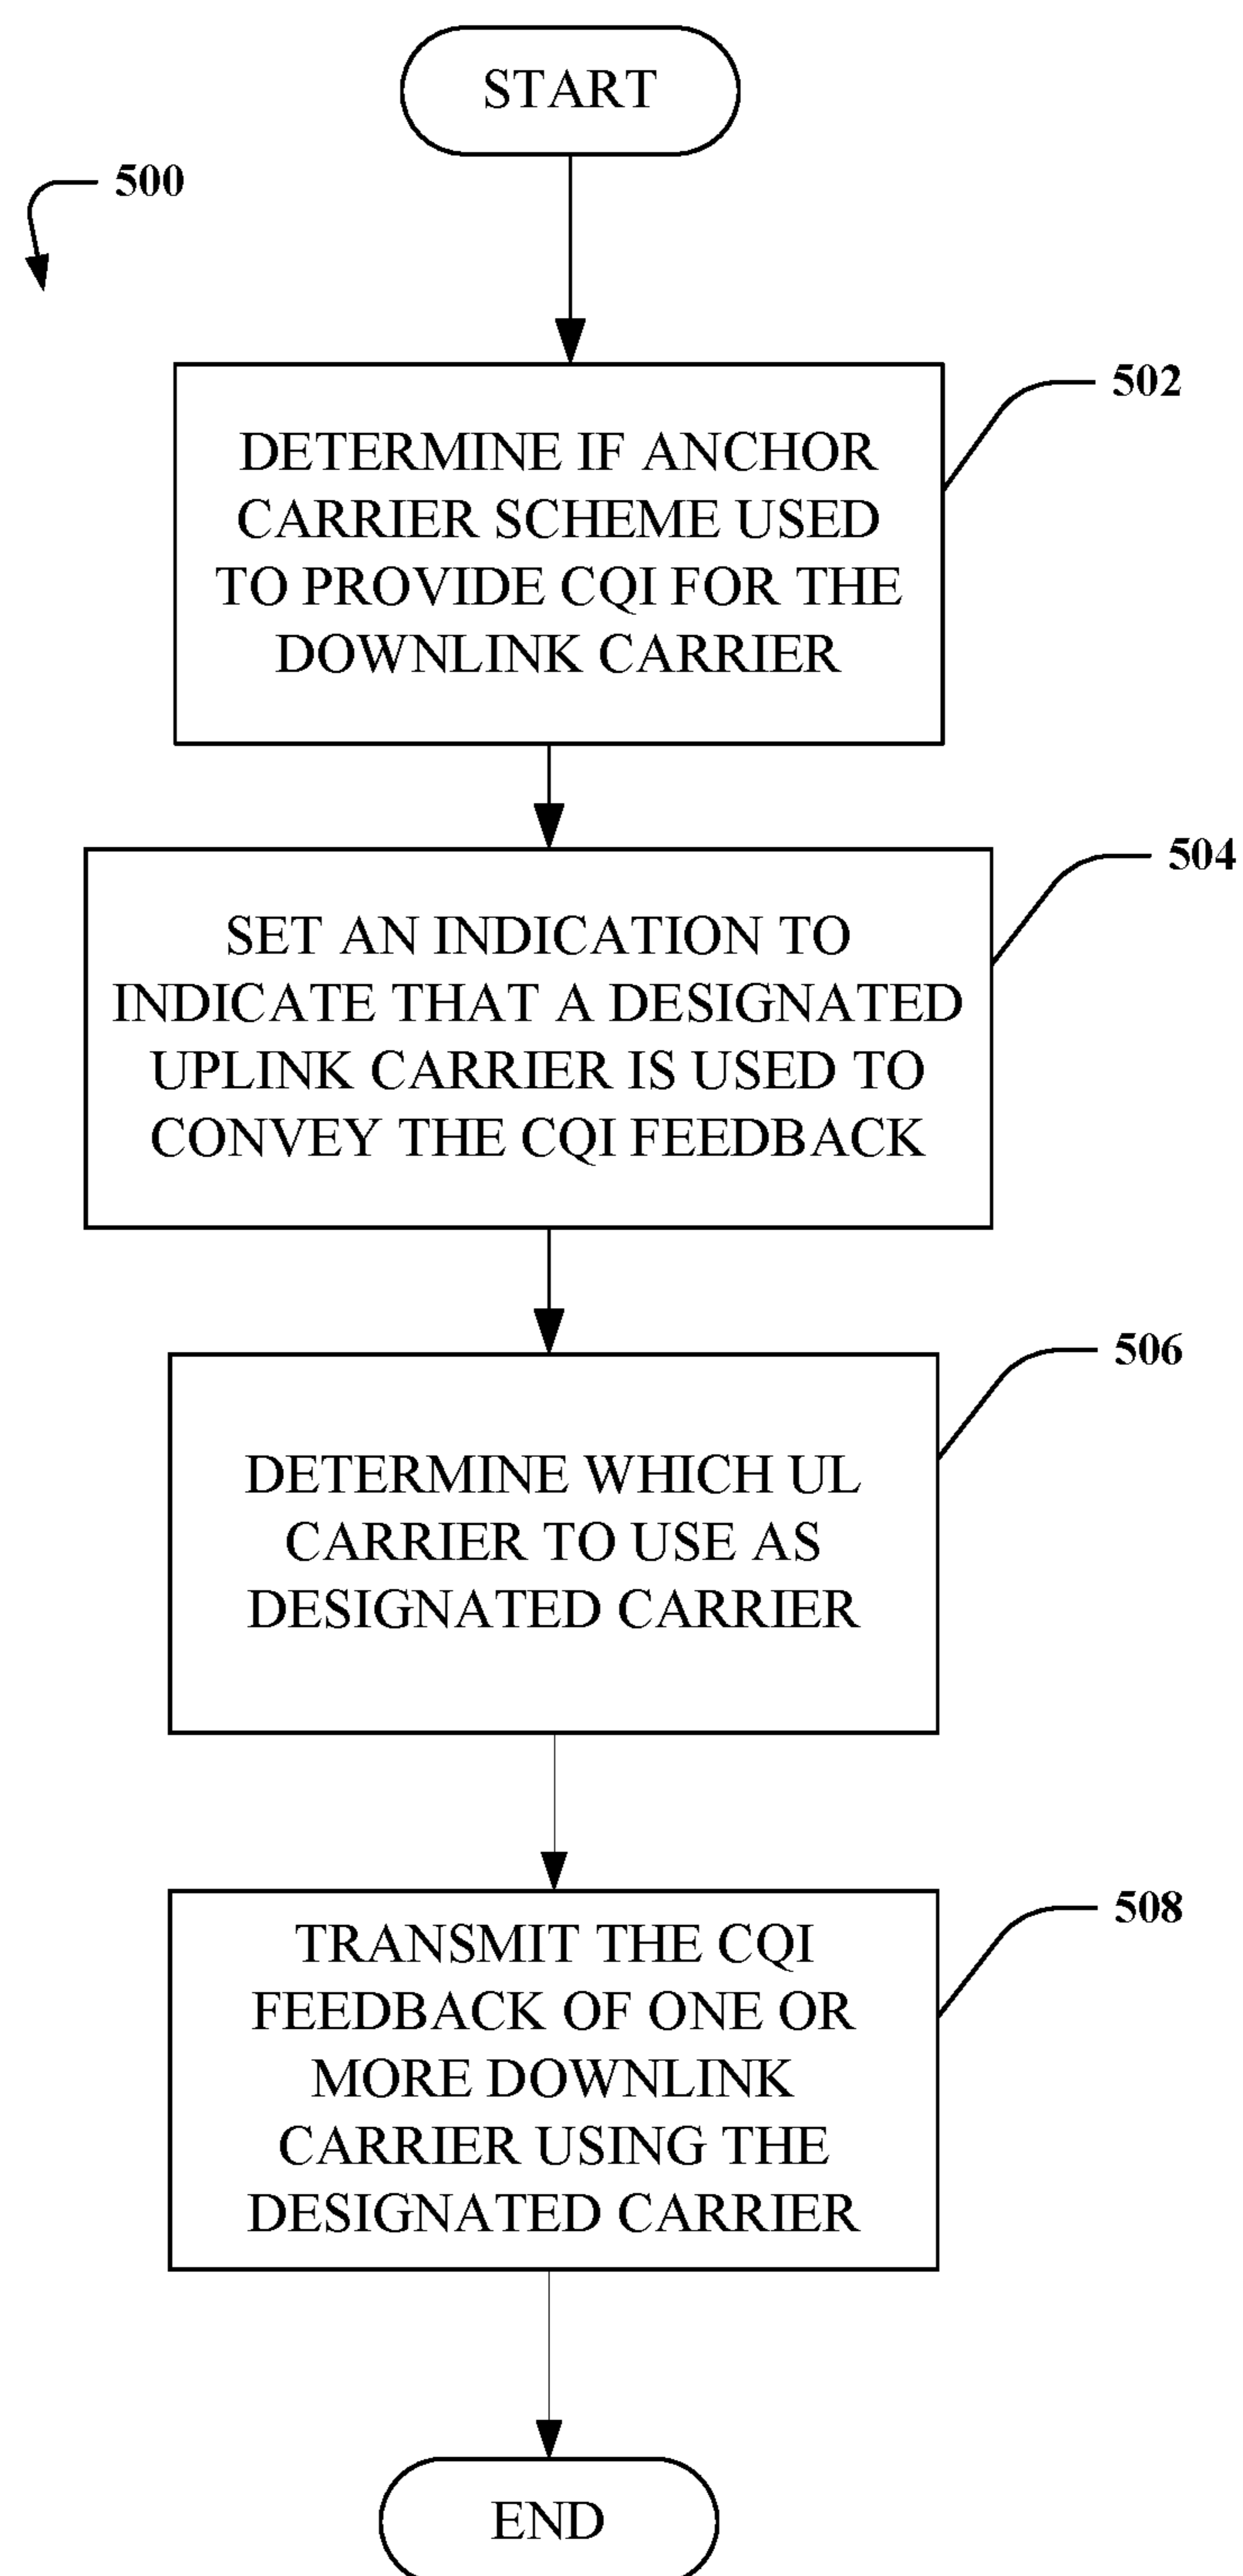 START
500
502
DETERMINE IF ANCHOR
CARRIER SCHEME USED
TO PROVIDE CQI FOR THE
DOWNLINK CARRIER
504
SET AN INDICATION TO
INDICATE THAT A DESIGNATED
UPLINK CARRIER IS USED TO
CONVEY THE CQI FEEDBACK
506
DETERMINE WHICH UL
CARRIER TO USE AS
DESIGNATED CARRIER
508
TRANSMIT THE CQI
FEEDBACK OF ONE OR
MORE DOWNLINK
CARRIER USING THE
DESIGNATED CARRIER
END